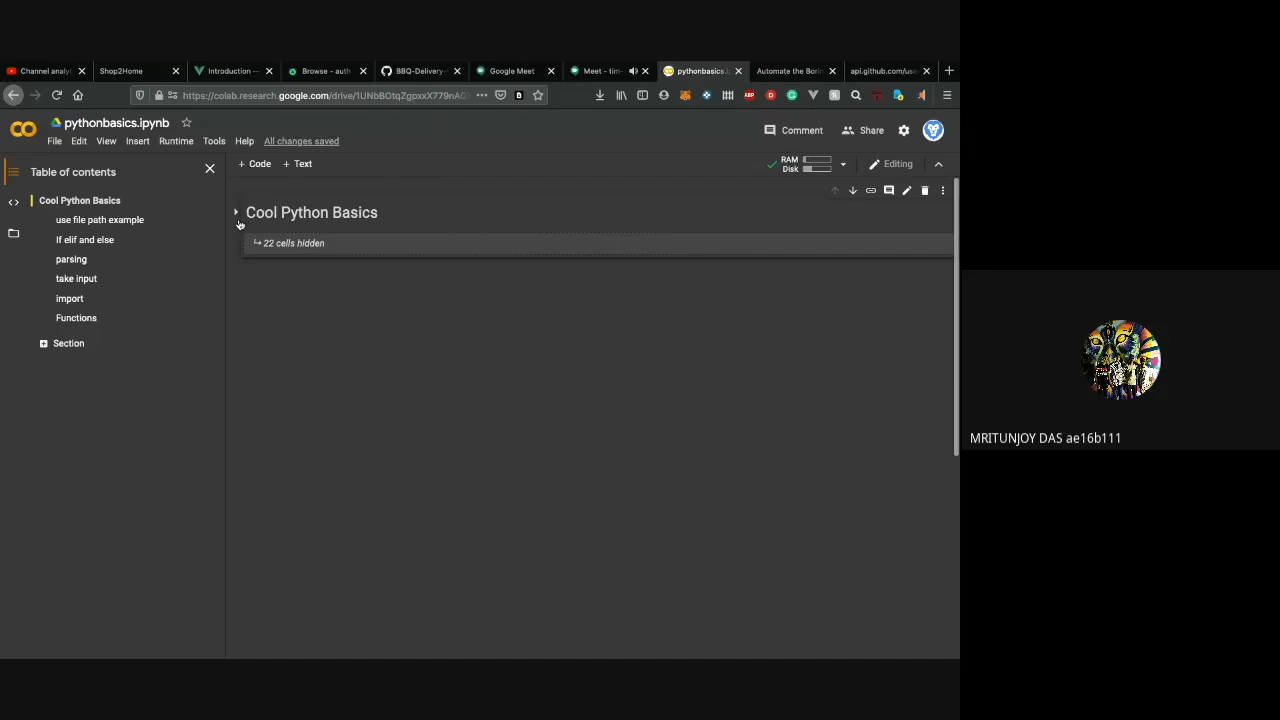 Channel analyt
Shop2Home
Introduction —
Browse - auth
BBQ-Delivery-
Google Meet
Meet - tim-
pythonbasics.i
Automate the Borin
api.github.com/use
https://colab.research.google.com/drive/1UNbBOtqZgpxxX779nAG
pythonbasics.ipynb
Comment
Share
File Edit View Insert Runtime Tools Help All changes saved
Table of contents
+ Code + Text
RAM
Disk
Editing
Cool Python Basics
use file path example
If elif and else
parsing
take input
import
Functions
Section
Cool Python Basics
22 cells hidden
MRITUNJOY DAS ae16b111